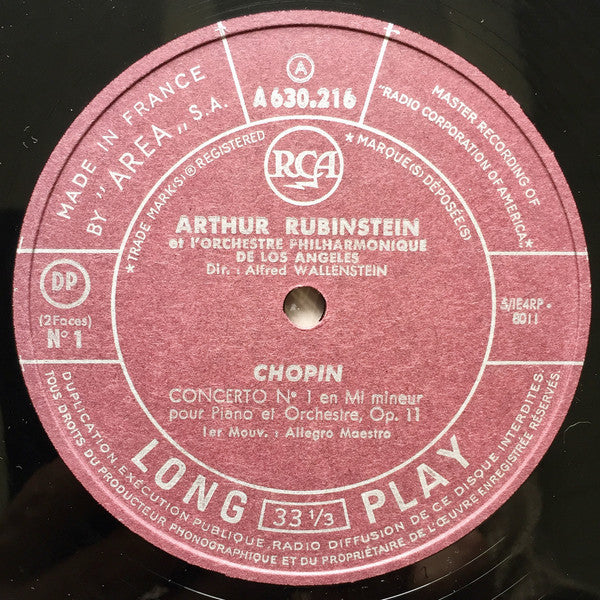 A
A 630.216
MADE IN FRANCE
BY "AREA" S.A.
MASTER RECORDING OF
"RADIO CORPORATION OF AMERICA"
★ TRADE MARK(S) ® REGISTERED
★ MARQUE(S) DÉPOSÉE(S)
RCA
ARTHUR RUBINSTEIN
et l'ORCHESTRE PHILHARMONIQUE
DE LOS ANGELES
Dir. : Alfred WALLENSTEIN
DP
(2 Faces)
N° 1
S/IE4RP •
8011
CHOPIN
CONCERTO N° 1 en Mi mineur
pour Piano et Orchestre, Op. 11
1er Mouv. : Allegro Maestro
LONG PLAY
33 1/3
DUPLICATION, EXÉCUTION PUBLIQUE, RADIO DIFFUSION DE CE DISQUE INTERDITES.
TOUS DROITS DU PRODUCTEUR PHONOGRAPHIQUE ET DU PROPRIÉTAIRE DE L'ŒUVRE ENREGISTRÉE RÉSERVÉS.